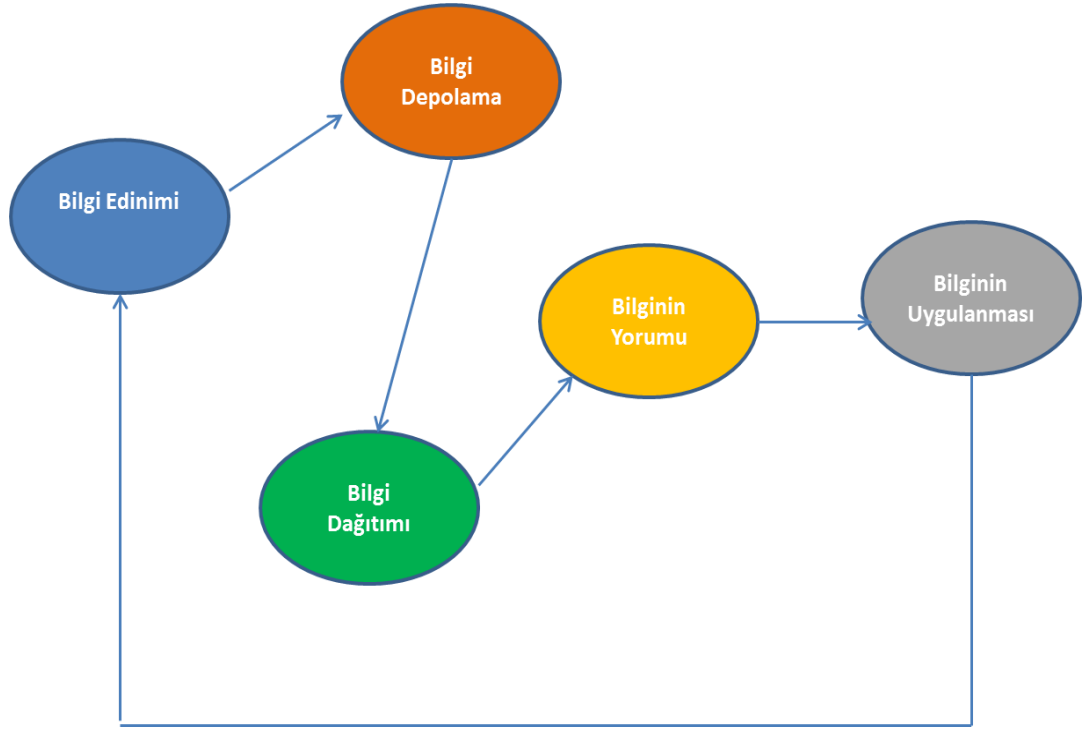 Bilgi
Depolama
Bilgi Edinimi
Bilginin
Uygulanması
Bilginin
Yorumu
Bilgi
Dağıtımı